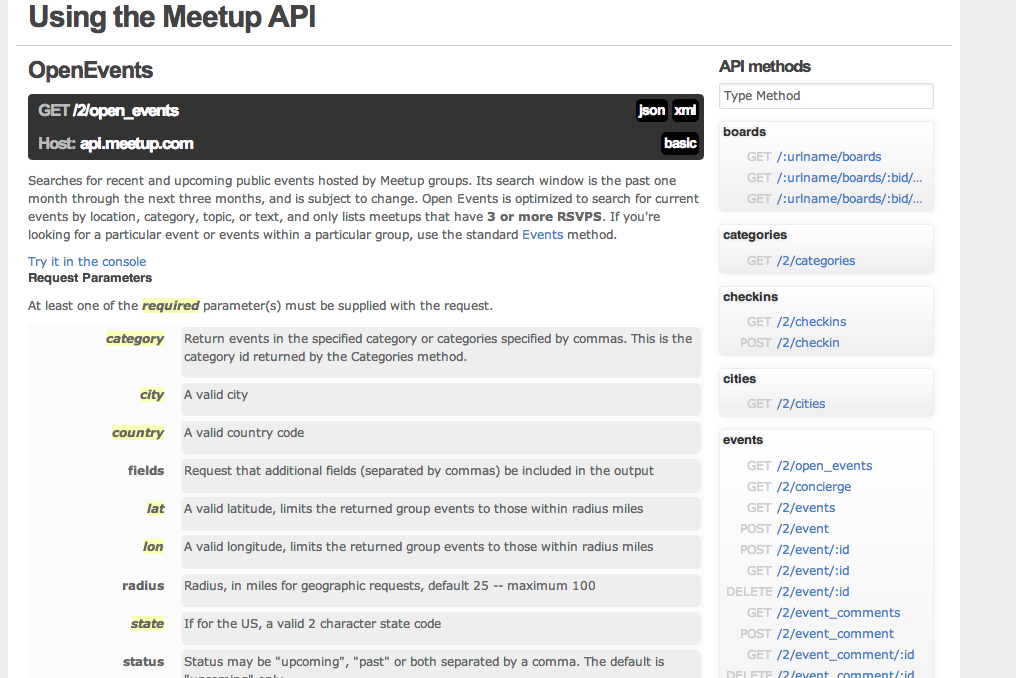 Using the Meetup API
OpenEvents
GET /2/open_events json xml
Host: api.meetup.com basic
Searches for recent and upcoming public events hosted by Meetup groups. Its search window is the past one
month through the next three months, and is subject to change. Open Events is optimized to search for current
events by location, category, topic, or text, and only lists meetups that have 3 or more RSVPS. If you're
looking for a particular event or events within a particular group, use the standard Events method.
Try it in the console
Request Parameters
At least one of the required parameter(s) must be supplied with the request.
category Return events in the specified category or categories specified by commas. This is the
category id returned by the Categories method.
city A valid city
country A valid country code
fields Request that additional fields (separated by commas) be included in the output
lat A valid latitude, limits the returned group events to those within radius miles
lon A valid longitude, limits the returned group events to those within radius miles
radius Radius, in miles for geographic requests, default 25 -- maximum 100
state If for the US, a valid 2 character state code
status Status may be "upcoming", "past" or both separated by a comma. The default is
"upcoming" only
API methods
Type Method
boards
GET /:urlname/boards
GET /:urlname/boards/:bid/...
GET /:urlname/boards/:bid/...
categories
GET /2/categories
checkins
GET /2/checkins
POST /2/checkin
cities
GET /2/cities
events
GET /2/open_events
GET /2/concierge
GET /2/events
POST /2/event
POST /2/event/:id
GET /2/event/:id
DELETE /2/event/:id
GET /2/event_comments
POST /2/event_comment
GET /2/event_comment/:id
DELETE /2/event_comment/:id